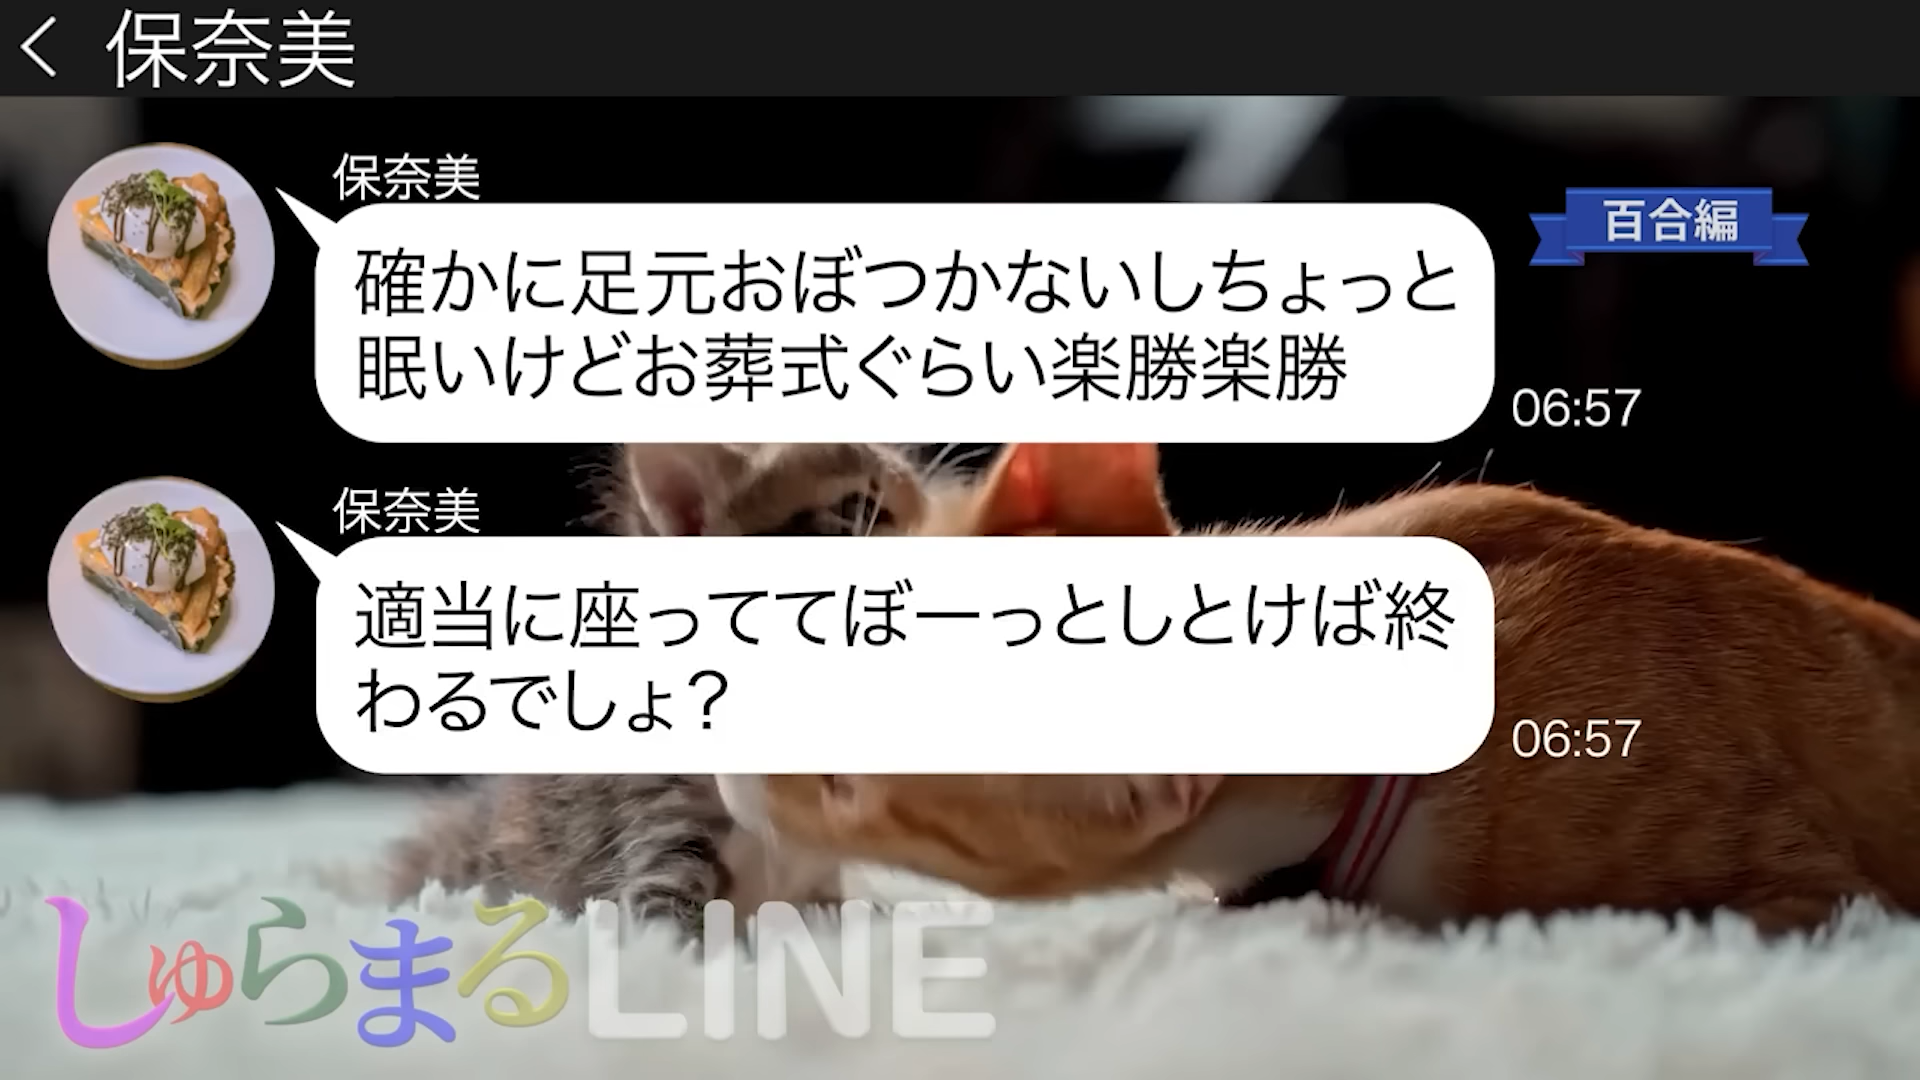 保奈美
保奈美
百合編
確かに足元おぼつかないしちょっと
眠いけどお葬式ぐらい楽勝楽勝
06:57
保奈美
適当に座っててぼーっとしとけば終
わるでしょ？
06:57
しゅらまるLINE